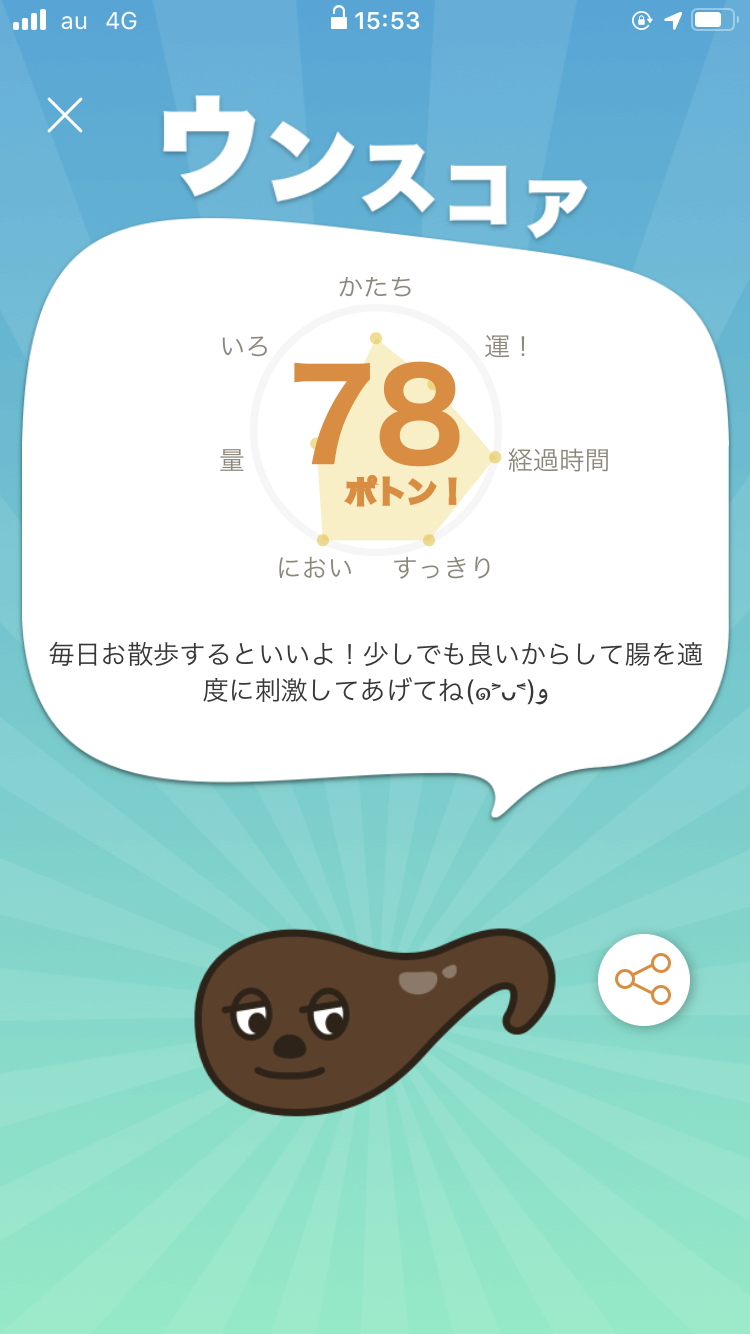 au 4G 15:53
ウンスコア
かたち
いろ
運！
量
経過時間
78
ポトン！
におい
すっきり
毎日お散歩するといいよ！少しでも良いからして腸を適
度に刺激してあげてね(๑˃̵ᴗ˂̵)و